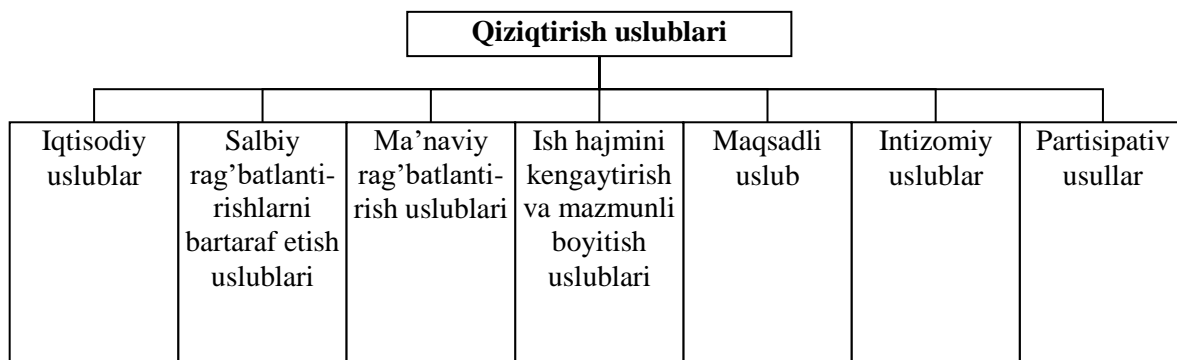 Qiziqtirish uslublari
Iqtisodiy
uslublar
Salbiy
rag’batlanti-
rishlarni
bartaraf etish
uslublari
Ma’naviy
rag’batlanti-
rish uslublari
Ish hajmini
kengaytirish
va mazmunli
boyitish
uslublari
Maqsadli
uslub
Intizomiy
uslublar
Partisipativ
usullar